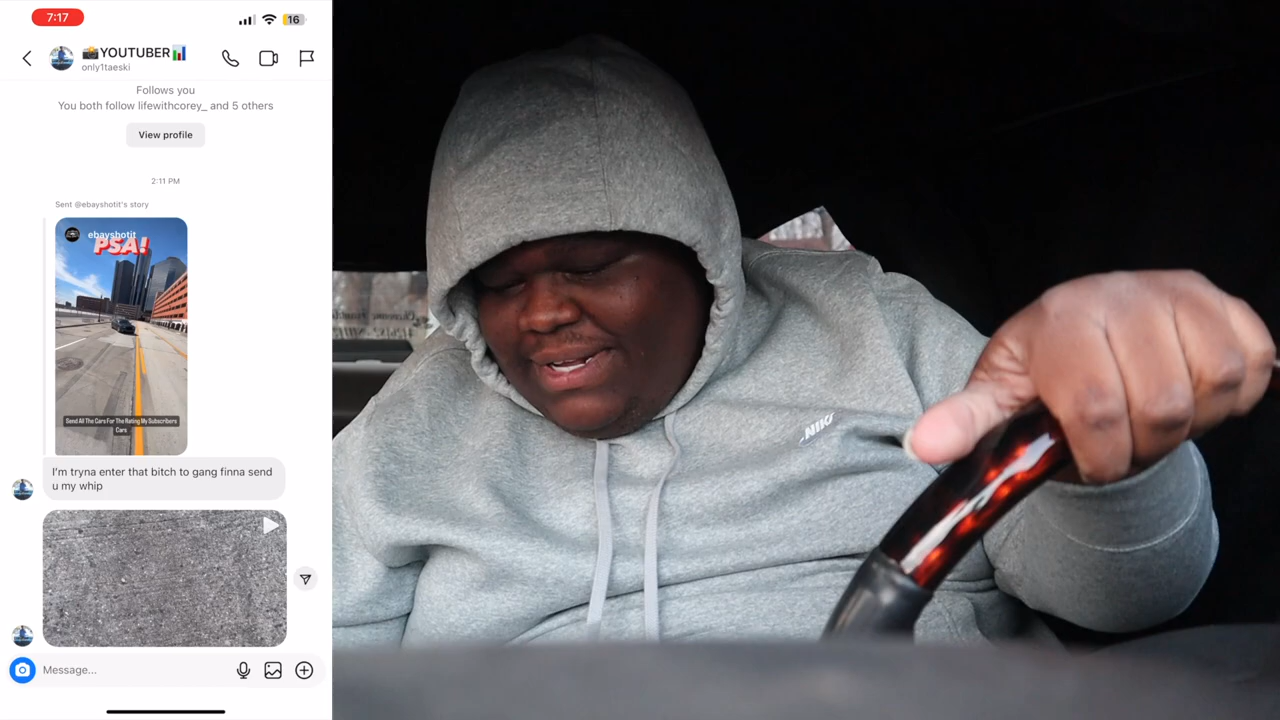 7:17
16
📸YOUTUBER📊
only1taeski
Follows you
You both follow lifewithcorey_ and 5 others
View profile
2:11 PM
Sent @ebayshotit's story
ebayshotit
PSA!
Send All The Cars For The Rating My Subscribers
Cars
I'm tryna enter that bitch to gang finna send
u my whip
Message...
NIKE